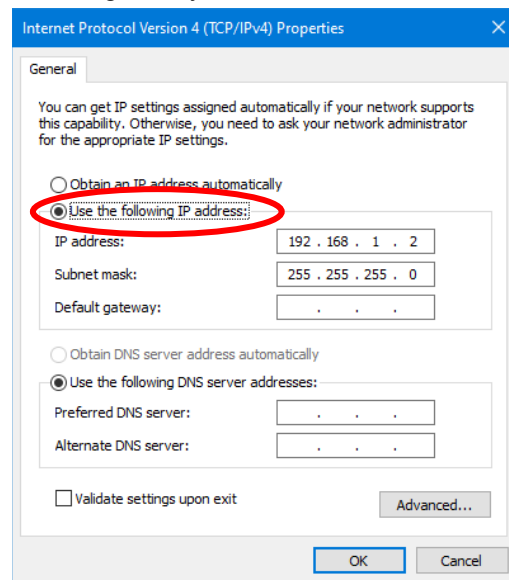 Internet Protocol Version 4 (TCP/IPv4) Properties
General
You can get IP settings assigned automatically if your network supports
this capability. Otherwise, you need to ask your network administrator
for the appropriate IP settings.
Obtain an IP address automatically
Use the following IP address:
IP address: 192 . 168 . 1 . 2
Subnet mask: 255 . 255 . 255 . 0
Default gateway: . . .
Obtain DNS server address automatically
Use the following DNS server addresses:
Preferred DNS server: . . .
Alternate DNS server: . . .
Validate settings upon exit
Advanced...
OK Cancel